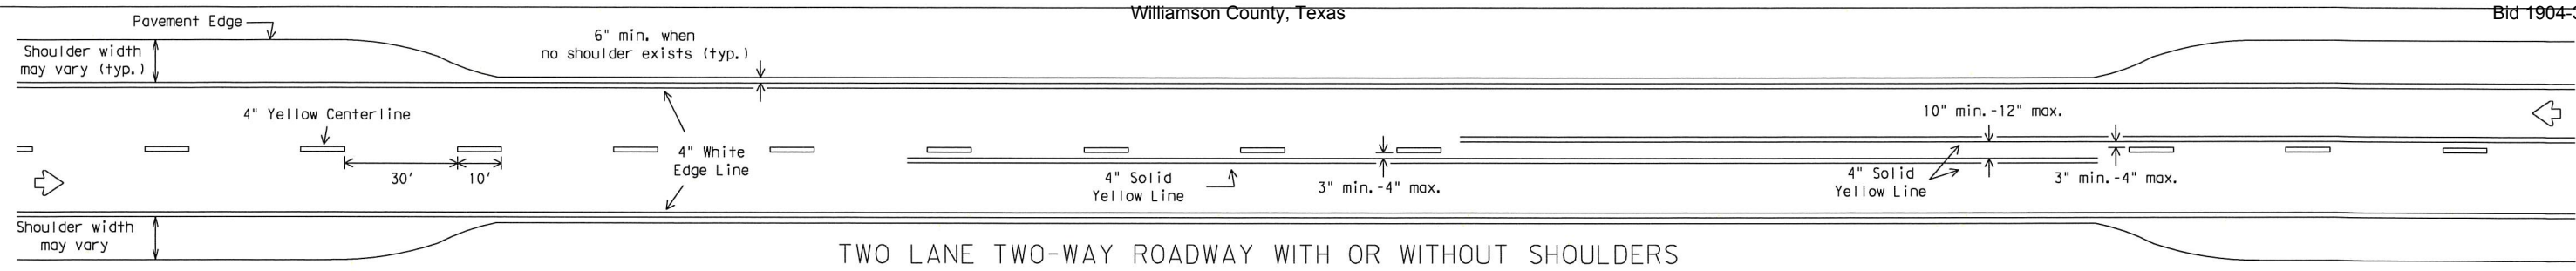 Williamson County, Texas
Bid 1904-3
Pavement Edge
Shoulder width
may vary (typ.)
6" min. when
no shoulder exists (typ.)
4" Yellow Centerline
10" min.-12" max.
30'
10'
4" White
Edge Line
4" Solid
Yellow Line
3" min.-4" max.
4" Solid
Yellow Line
3" min.-4" max.
Shoulder width
may vary
TWO LANE TWO-WAY ROADWAY WITH OR WITHOUT SHOULDERS